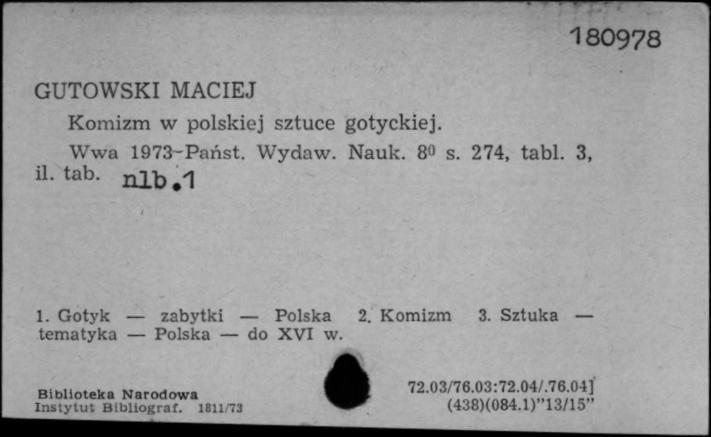 180978
GUTOWSKI MACIEJ
Komizm w polskiej sztuce gotyckiej.
Wwa 1973 Państ. Wydaw. Nauk. 8⁰ s. 274, tabl. 3,
il. tab. nlb.1
1. Gotyk — zabytki — Polska 2. Komizm 3. Sztuka —
tematyka — Polska — do XVI w.
Biblioteka Narodowa
Instytut Bibliograf. 1811/73
72.03/76.03:72.04/.76.04]
(438)(084.1)”13/15”